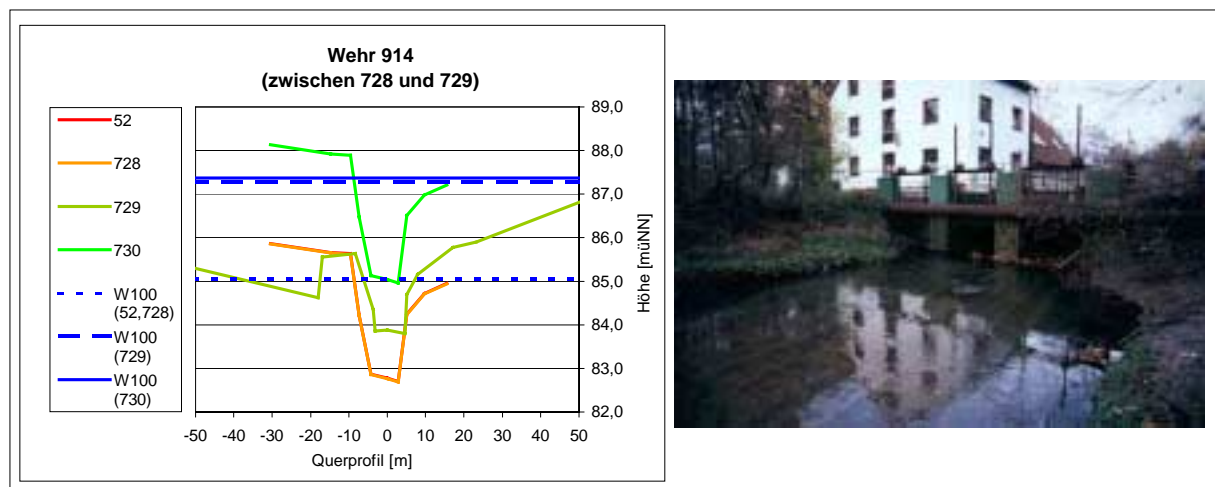 Wehr 914
(zwischen 728 und 729)
52
728
729
730
W100
(52,728)
W100
(729)
W100
(730)
89,0
88,0
87,0
86,0
85,0
84,0
83,0
82,0
Höhe [müNN]
-50 -40 -30 -20 -10 0 10 20 30 40 50
Querprofil [m]